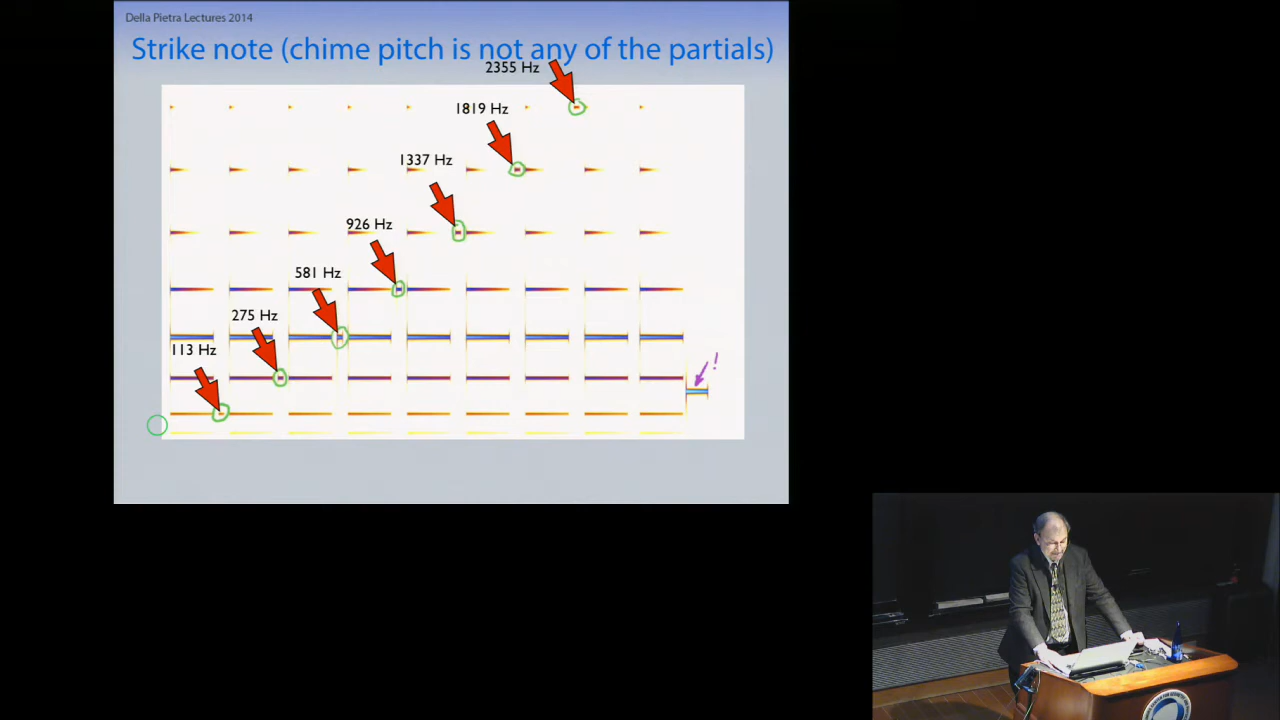 Della Pietra Lectures 2014
Strike note (chime pitch is not any of the partials)
2355 Hz
1819 Hz
1337 Hz
926 Hz
581 Hz
275 Hz
113 Hz
!